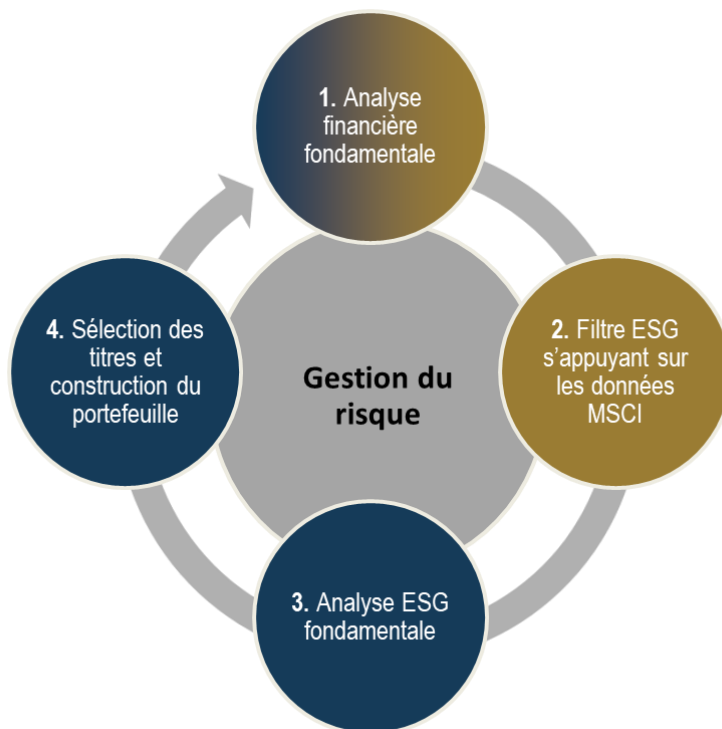 1. Analyse
financière
fondamentale
2. Filtre ESG
s'appuyant sur
les données
MSCI
3. Analyse ESG
fondamentale
4. Sélection des
titres et
construction du
portefeuille
Gestion du
risque